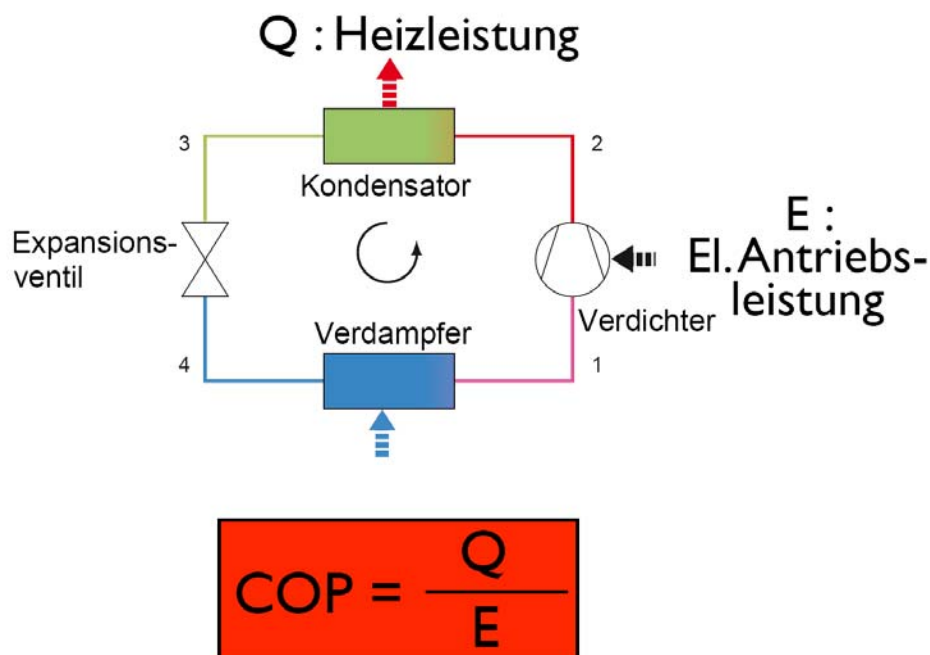 Q : Heizleistung
3
2
Kondensator
Expansions-
ventil
E :
El. Antriebs-
leistung
Verdichter
Verdampfer
4
1
COP = Q
E